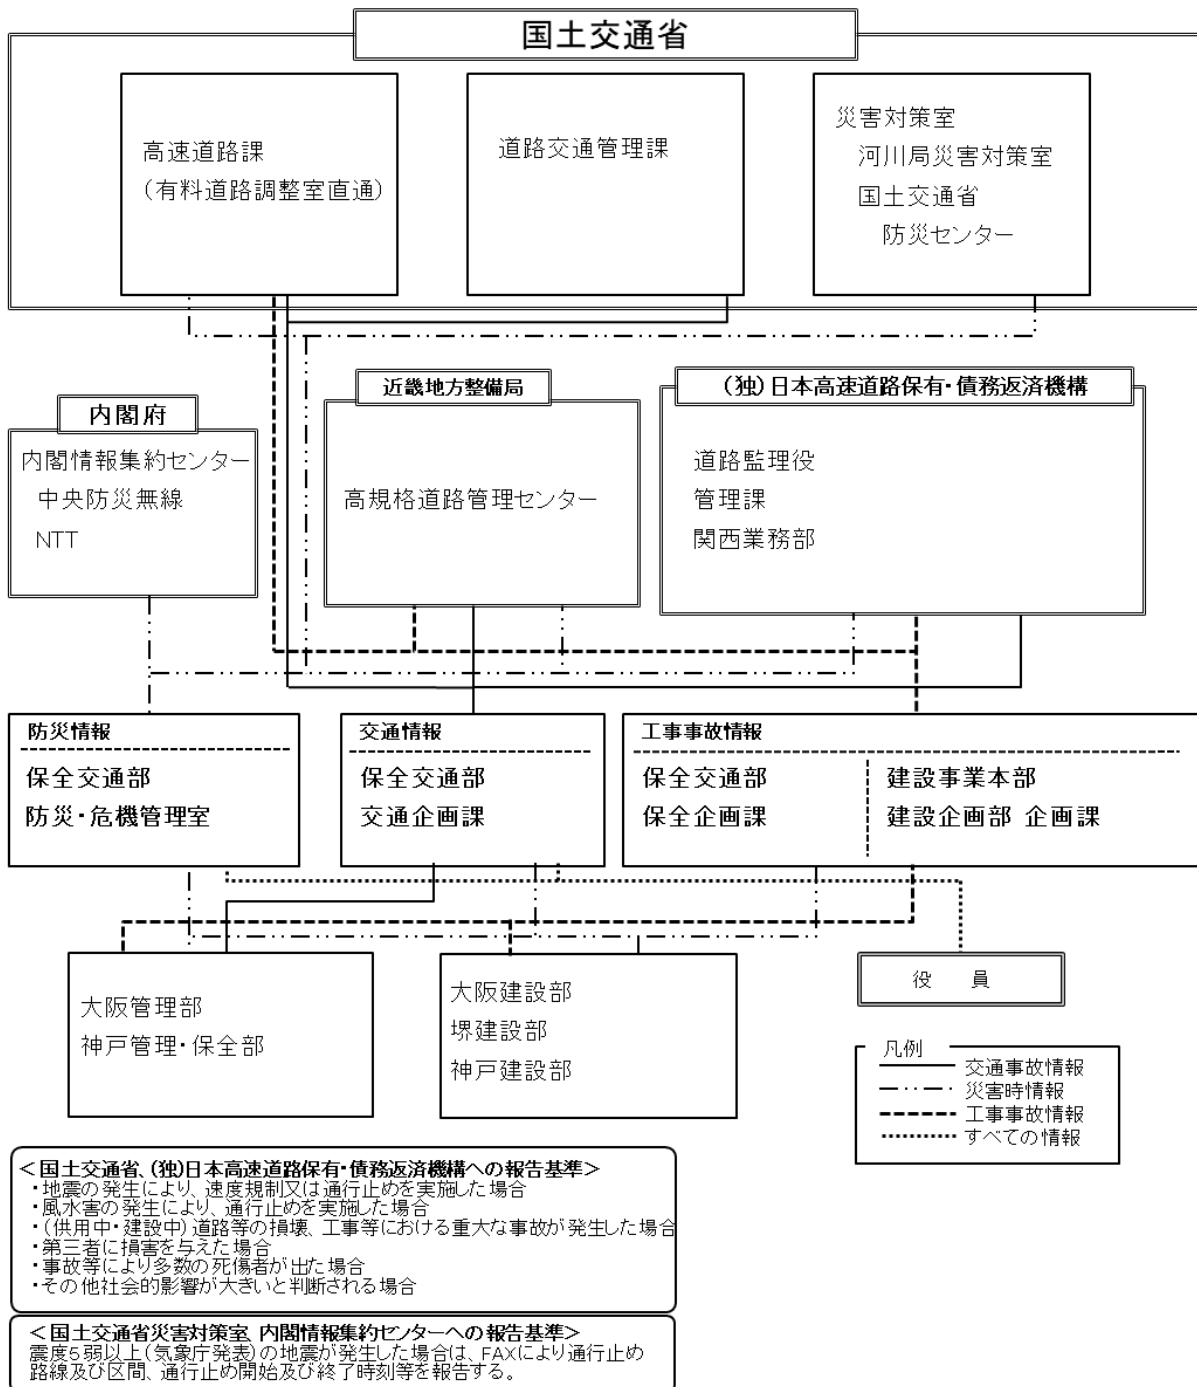 国土交通省
高速道路課
(有料道路調整室直通)
道路交通管理課
災害対策室
河川局災害対策室
国土交通省
防災センター
内閣府
内閣情報集約センター
中央防災無線
NTT
近畿地方整備局
高規格道路管理センター
(独)日本高速道路保有・債務返済機構
道路監理役
管理課
関西業務部
防災情報
保全交通部
防災・危機管理室
交通情報
保全交通部
交通企画課
工事事故情報
保全交通部
保全企画課
建設事業本部
建設企画部 企画課
大阪管理部
神戸管理・保全部
大阪建設部
堺建設部
神戸建設部
役 員
凡例
交通事故情報
災害時情報
工事事故情報
すべての情報
<国土交通省、(独)日本高速道路保有・債務返済機構への報告基準>
・地震の発生により、速度規制又は通行止めを実施した場合
・風水害の発生により、通行止めを実施した場合
・(供用中・建設中)道路等の損壊、工事等における重大な事故が発生した場合
・第三者に損害を与えた場合
・事故等により多数の死傷者が出た場合
・その他社会的影響が大きいと判断される場合
<国土交通省災害対策室、内閣情報集約センターへの報告基準>
震度5弱以上(気象庁発表)の地震が発生した場合は、FAXにより通行止め
路線及び区間、通行止め開始及び終了時刻等を報告する。